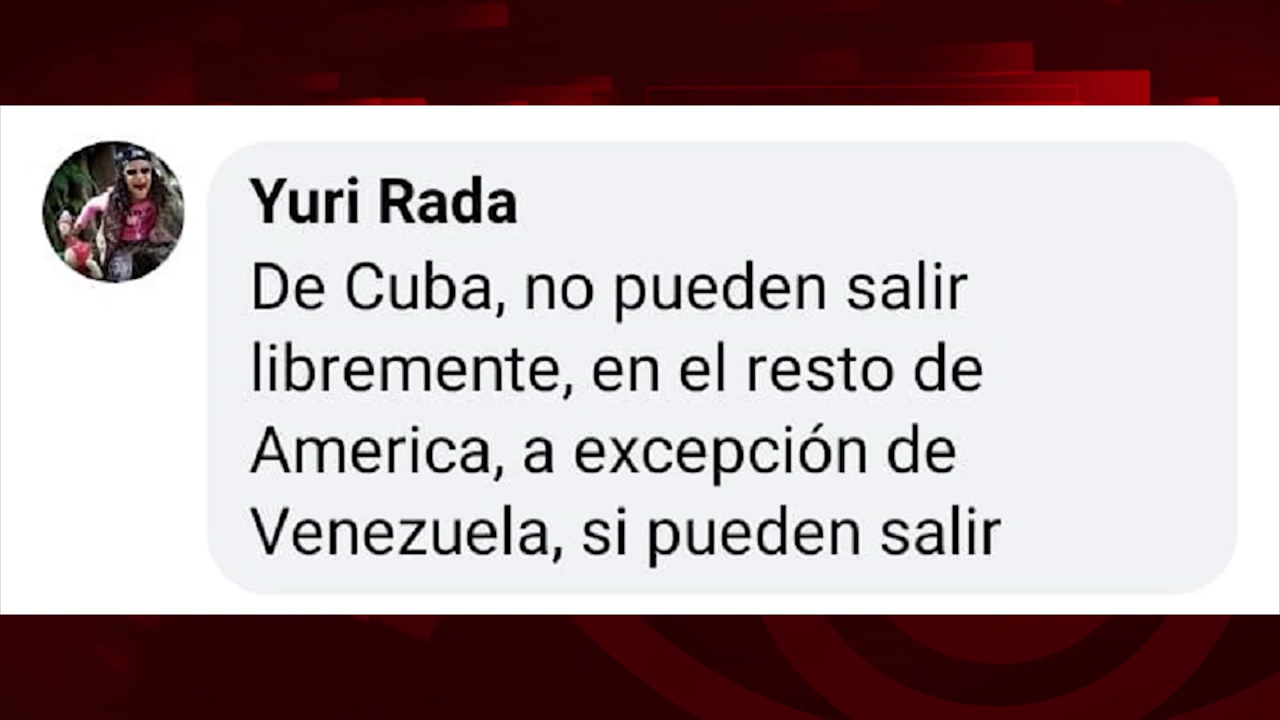 Yuri Rada
De Cuba, no pueden salir
libremente, en el resto de
America, a excepción de
Venezuela, si pueden salir